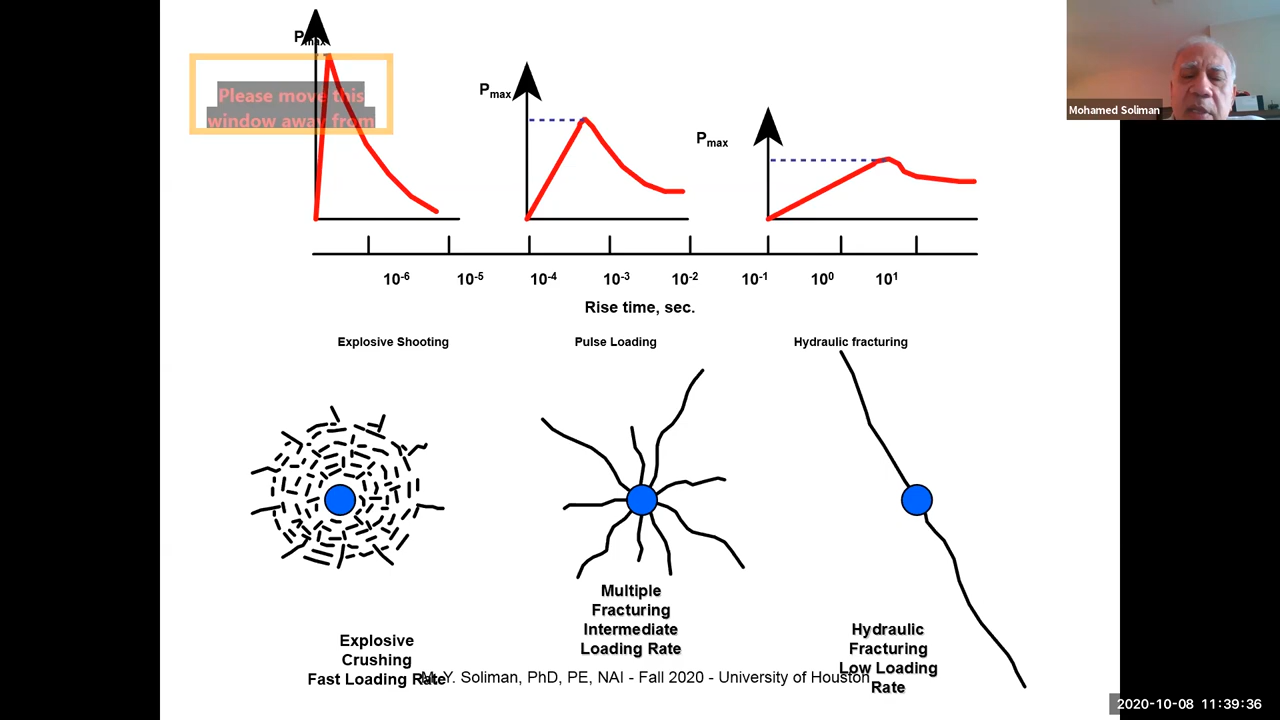 Pmax
Please move this
window away from
Pmax
Pmax
Mohamed Soliman
10-6 10-5 10-4 10-3 10-2 10-1 100 101
Rise time, sec.
Explosive Shooting Pulse Loading Hydraulic fracturing
Multiple
Fracturing
Intermediate
Loading Rate
Explosive
Crushing
Fast Loading Rate
Hydraulic
Fracturing
Low Loading
Rate
Y. Soliman, PhD, PE, NAI - Fall 2020 - University of Houston
2020-10-08 11:39:36